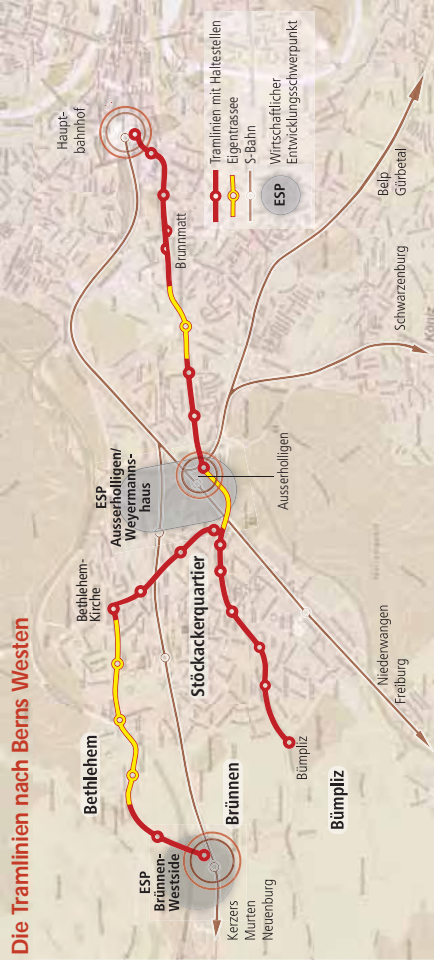 Die Tramlinien nach Berns Westen
Haupt-
bahnhof
Brunnmatt
Tramlinien mit Haltestellen
Eigentrassee
S-Bahn
ESP
Wirtschaftlicher
Entwicklungsschwerpunkt
Belp
Gürbetal
Schwarzenburg
Köniz
ESP
Ausserholligen/
Weyermanns-
haus
Ausserholligen
Bethlehem-
Kirche
Stöckackerquartier
Niederwangen
Freiburg
Bethlehem
Brünnen
Bümpliz
Bümpliz
ESP
Brünnen-
Westside
Kerzers
Murten
Neuenburg